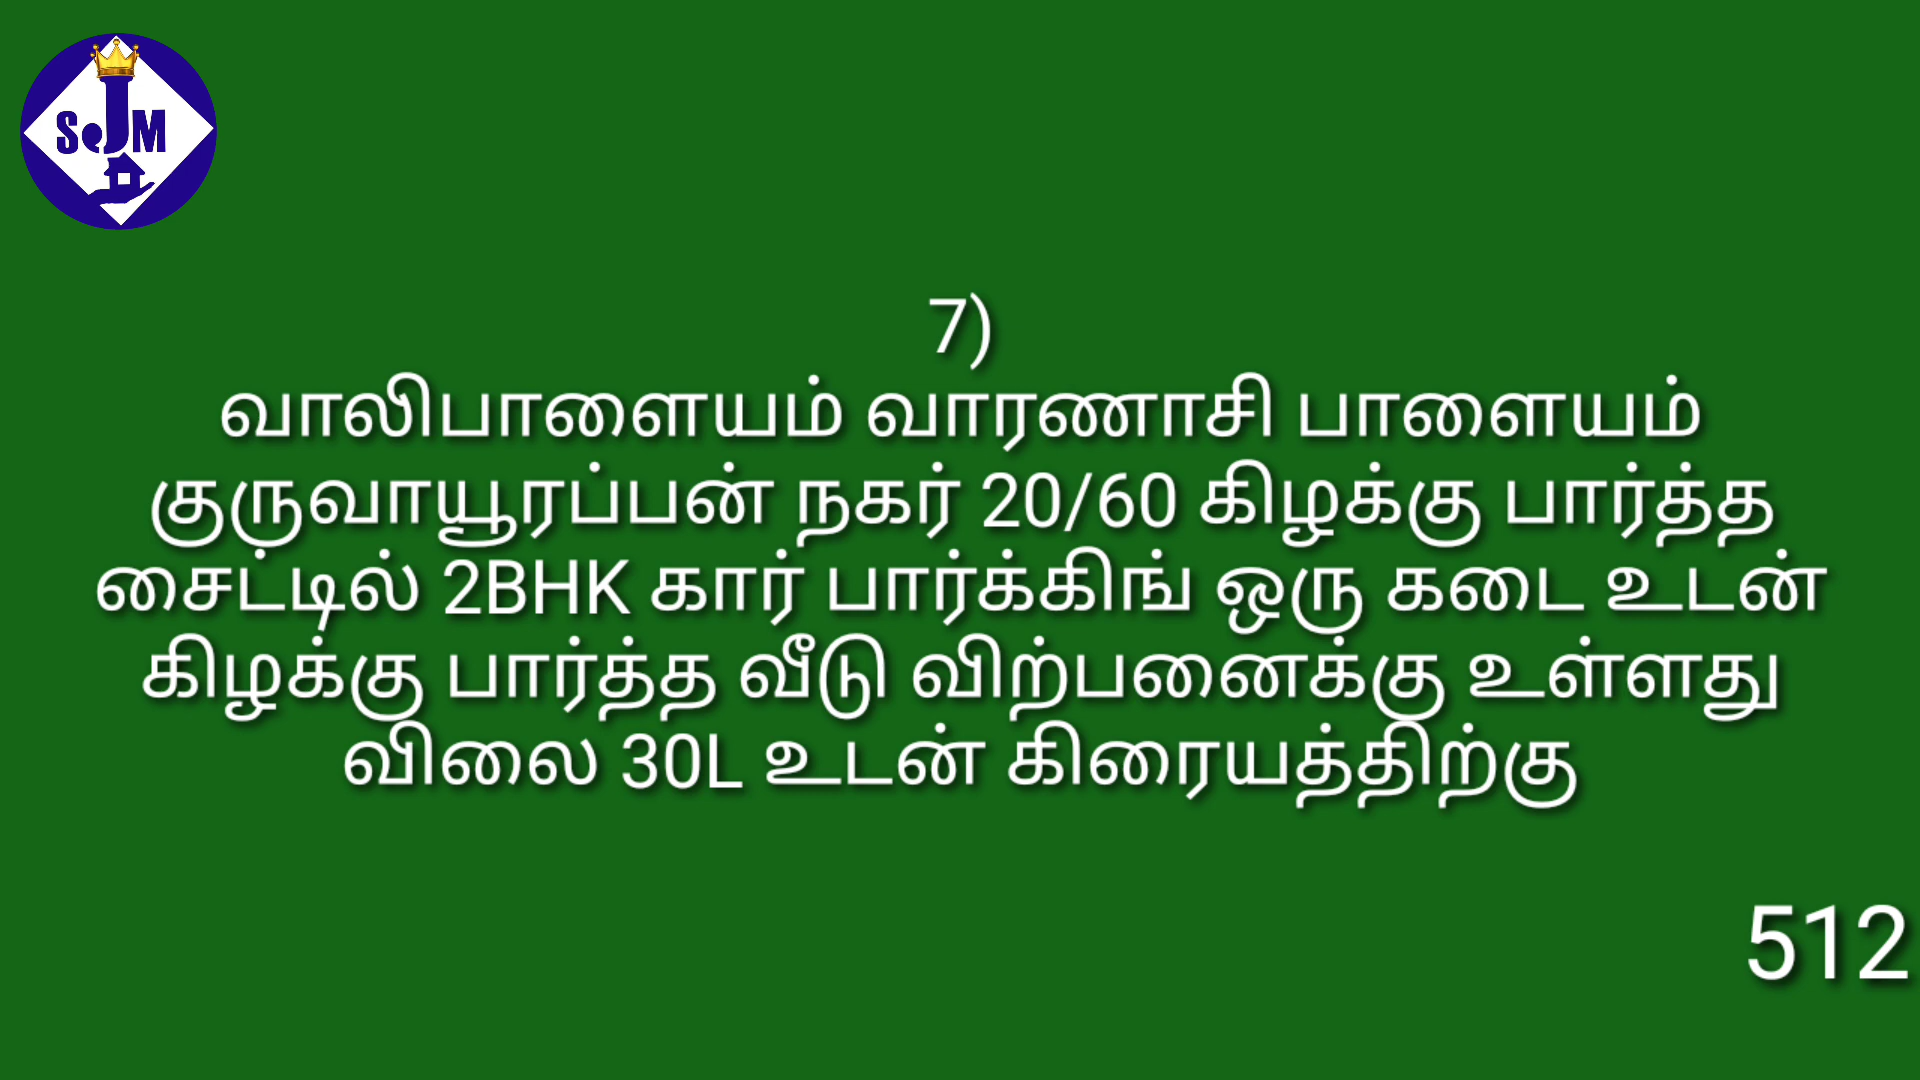 SJM
7)
வாலிபாளையம் வாரணாசி பாளையம்
குருவாயூரப்பன் நகர் 20/60 கிழக்கு பார்த்த
சைட்டில் 2BHK கார் பார்க்கிங் ஒரு கடை உடன்
கிழக்கு பார்த்த வீடு விற்பனைக்கு உள்ளது
விலை 30L உடன் கிரையத்திற்கு
512